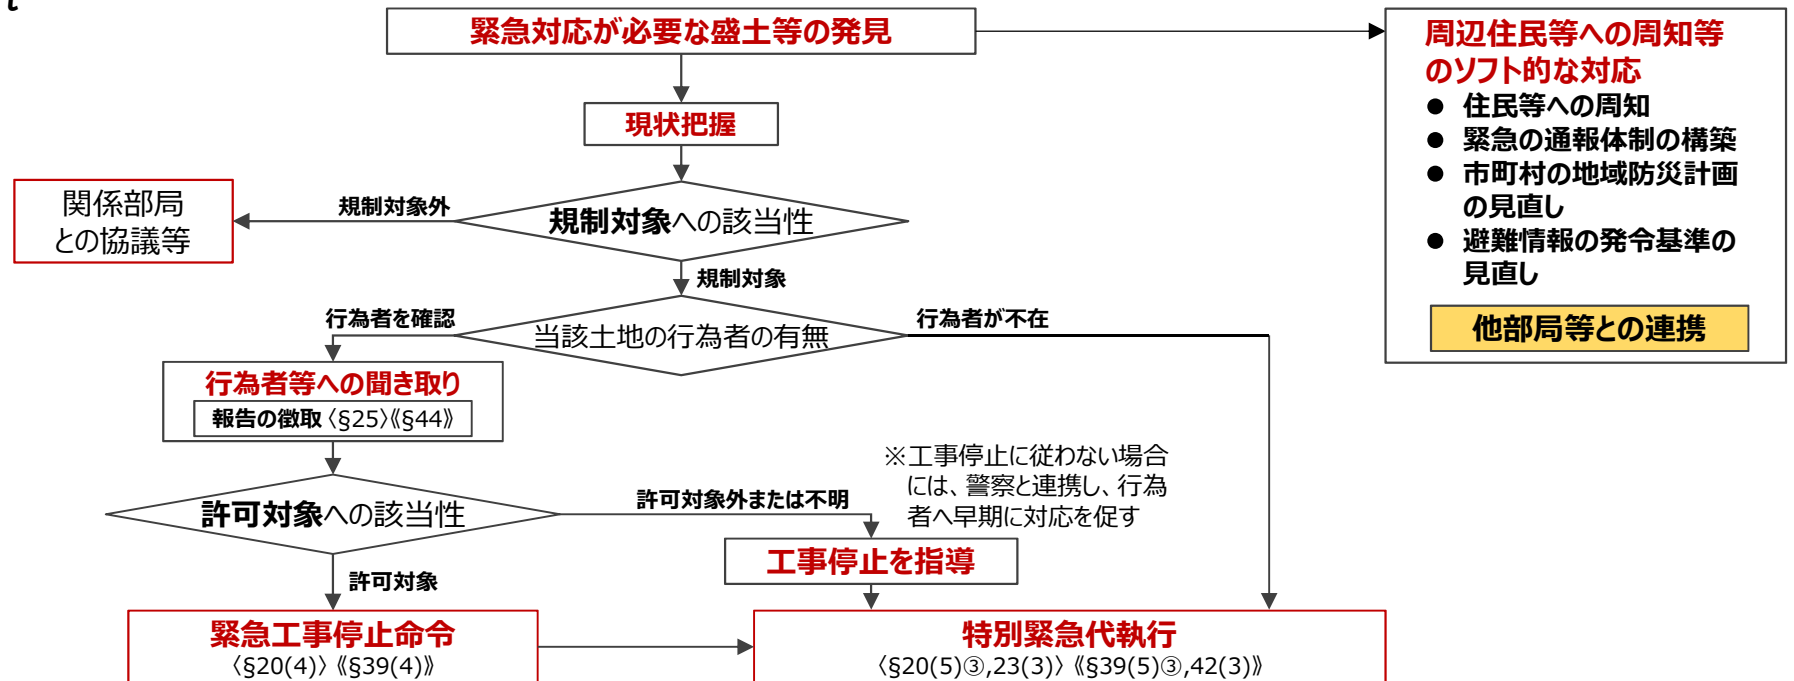 緊急対応が必要な盛土等の発見
周辺住民等への周知等
のソフト的な対応
● 住民等への周知
● 緊急の通報体制の構築
● 市町村の地域防災計画
の見直し
● 避難情報の発令基準の
見直し
他部局等との連携
現状把握
規制対象への該当性
規制対象外
関係部局
との協議等
規制対象
当該土地の行為者の有無
行為者を確認
行為者が不在
行為者等への聞き取り
報告の徴取〈§25〉《§44》
許可対象への該当性
許可対象外または不明
※工事停止に従わない場合
には、警察と連携し、行為
者へ早期に対応を促す
工事停止を指導
許可対象
緊急工事停止命令
〈§20(4)〉《§39(4)》
特別緊急代執行
〈§20(5)③,23(3)〉《§39(5)③,42(3)》